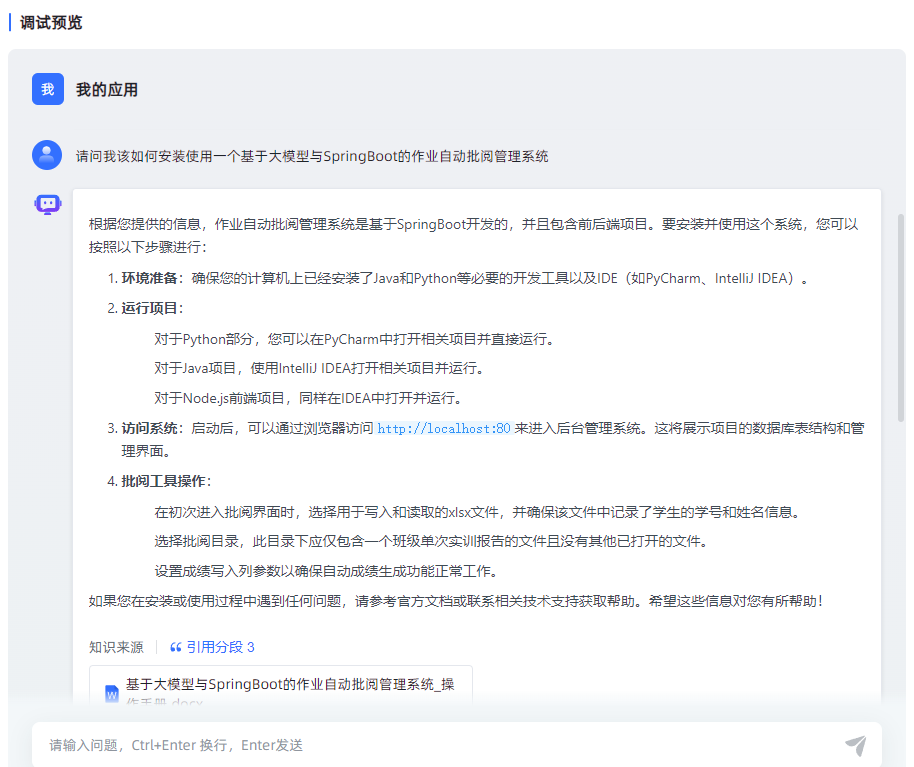 调试预览
我 我的应用
请问我该如何安装使用一个基于大模型与SpringBoot的作业自动批阅管理系统
根据您提供的信息，作业自动批阅管理系统是基于SpringBoot开发的，并且包含前后端项目。要安装并使用这个系统，您可以
按照以下步骤进行：
1. 环境准备：确保您的计算机上已经安装了Java和Python等必要的开发工具以及IDE（如PyCharm、IntelliJ IDEA）。
2. 运行项目：
对于Python部分，您可以在PyCharm中打开相关项目并直接运行。
对于Java项目，使用IntelliJ IDEA打开相关项目并运行。
对于Node.js前端项目，同样在IDEA中打开并运行。
3. 访问系统：启动后，可以通过浏览器访问 http://localhost:80 来进入后台管理系统。这将展示项目的数据库表结构和管
理界面。
4. 批阅工具操作：
在初次进入批阅界面时，选择用于写入和读取的xlsx文件，并确保该文件中记录了学生的学号和姓名信息。
选择批阅目录，此目录下应仅包含一个班级单次实训报告的文件且没有其他已打开的文件。
设置成绩写入列参数以确保自动成绩生成功能正常工作。
如果您在安装或使用过程中遇到任何问题，请参考官方文档或联系相关技术支持获取帮助。希望这些信息对您有所帮助！
知识来源 引用分段 3
W 基于大模型与SpringBoot的作业自动批阅管理系统_操
作手册.docx
请输入问题，Ctrl+Enter 换行，Enter发送